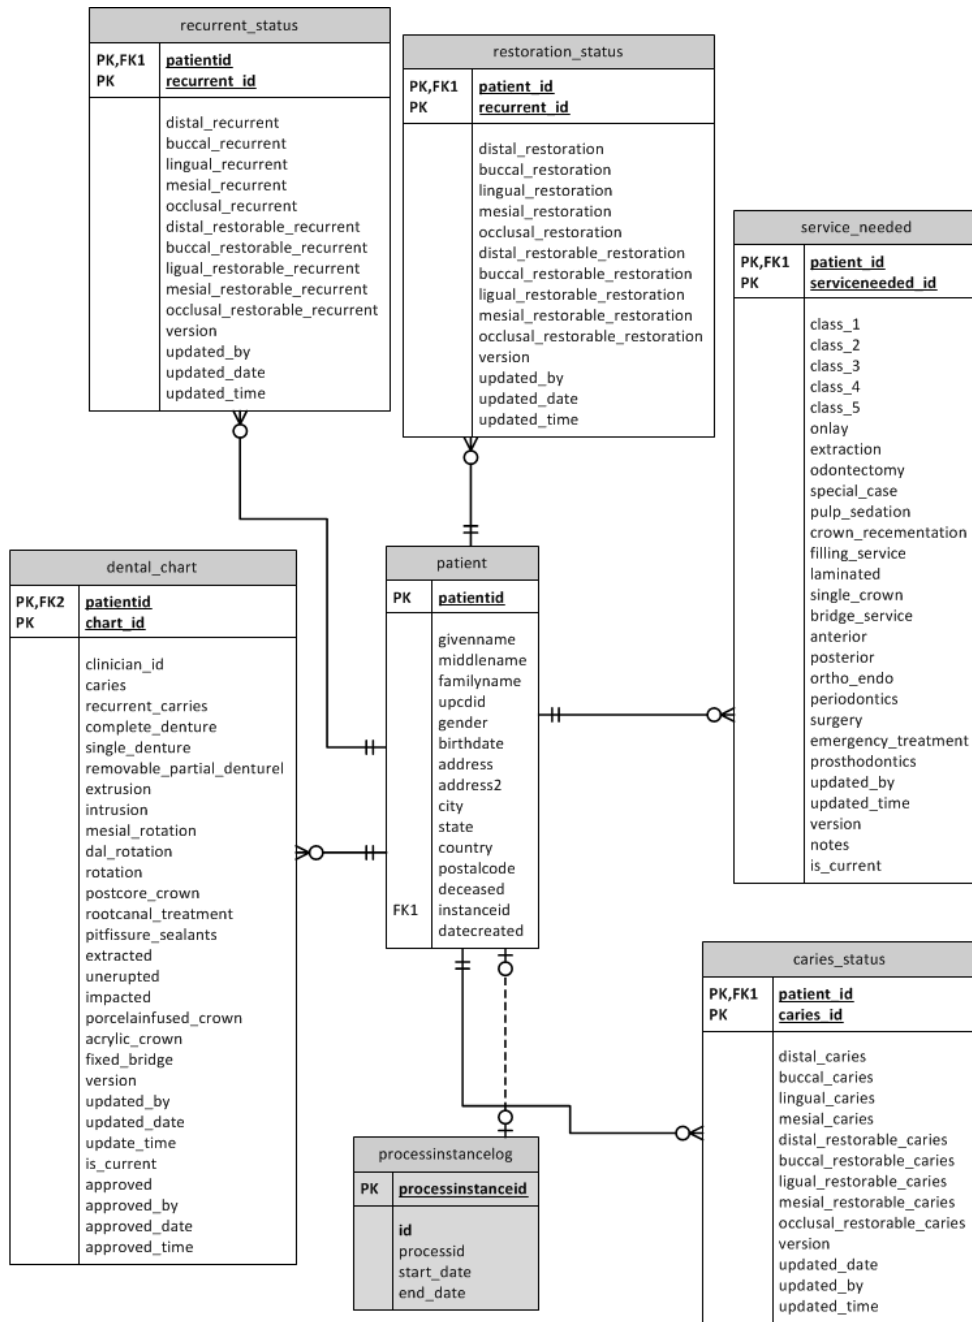 recurrent_status
PK,FK1 patientid
PK recurrent_id
distal_recurrent
buccal_recurrent
lingual_recurrent
mesial_recurrent
occlusal_recurrent
distal_restorable_recurrent
buccal_restorable_recurrent
ligual_restorable_recurrent
mesial_restorable_recurrent
occlusal_restorable_recurrent
version
updated_by
updated_date
updated_time
restoration_status
PK,FK1 patient_id
PK recurrent_id
distal_restoration
buccal_restoration
lingual_restoration
mesial_restoration
occlusal_restoration
distal_restorable_restoration
buccal_restorable_restoration
ligual_restorable_restoration
mesial_restorable_restoration
occlusal_restorable_restoration
version
updated_by
updated_date
updated_time
service_needed
PK,FK1 patient_id
PK serviceneeded_id
class_1
class_2
class_3
class_4
class_5
onlay
extraction
odontectomy
special_case
pulp_sedation
crown_recementation
filling_service
laminated
single_crown
bridge_service
anterior
posterior
ortho_endo
periodontics
surgery
emergency_treatment
prosthodontics
updated_by
updated_time
version
notes
is_current
dental_chart
PK,FK2 patientid
PK chart_id
clinician_id
caries
recurrent_carries
complete_denture
single_denture
removable_partial_denturel
extrusion
intrusion
mesial_rotation
dal_rotation
rotation
postcore_crown
rootcanal_treatment
pitfissure_sealants
extracted
unerupted
impacted
porcelainfused_crown
acrylic_crown
fixed_bridge
version
updated_by
updated_date
update_time
is_current
approved
approved_by
approved_date
approved_time
patient
PK patientid
givenname
middlename
familyname
upcdid
gender
birthdate
address
address2
city
state
country
postalcode
deceased
FK1 instanceid
datecreated
processinstancelog
PK processinstanceid
id
processid
start_date
end_date
caries_status
PK,FK1 patient_id
PK caries_id
distal_caries
buccal_caries
lingual_caries
mesial_caries
distal_restorable_caries
buccal_restorable_caries
ligual_restorable_caries
mesial_restorable_caries
occlusal_restorable_caries
version
updated_date
updated_by
updated_time